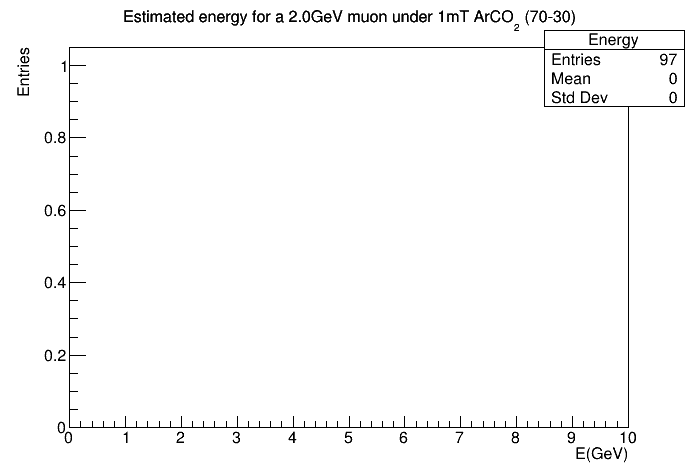 Estimated energy for a 2.0GeV muon under 1mT ArCO₂ (70-30)
Energy
Entries 97
Mean 0
Std Dev 0
Entries
1
0.8
0.6
0.4
0.2
0
0 1 2 3 4 5 6 7 8 9 10
E(GeV)